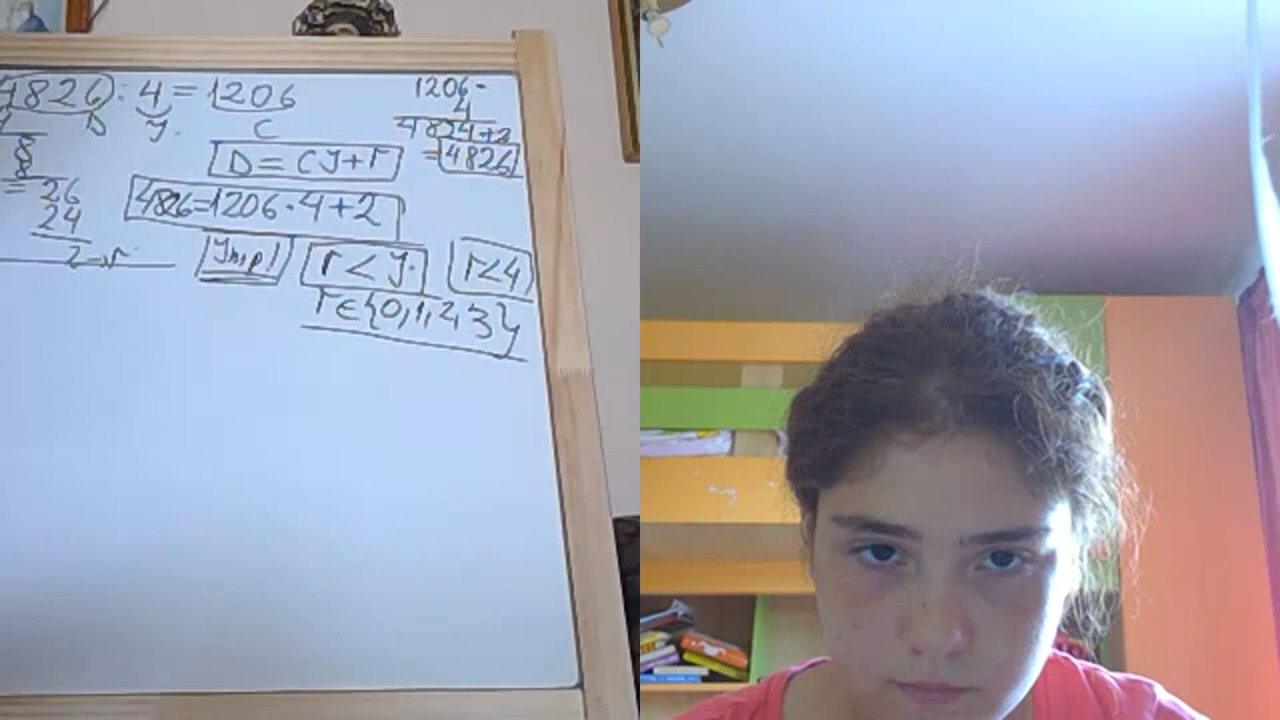 4826 : 4 = 1206
D Î C
8
8
= 26
24
2 → r
1206 ·
4
4824 + 2
= 4826
D = C Î + r
4826 = 1206 · 4 + 2
Împ!
r < Î.
r < 4
r ∈ {0, 1, 2, 3}